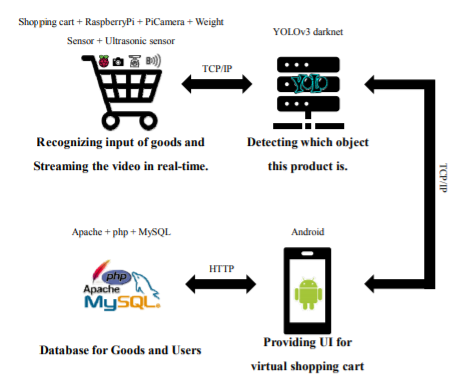 Shopping cart + RaspberryPi + PiCamera + Weight
Sensor + Ultrasonic sensor
YOLOv3 darknet
TCP/IP
YOLO
Recognizing input of goods and
Streaming the video in real-time.
Detecting which object
this product is.
TCP/IP
Apache + php + MySQL
Android
php
Apache
MySQL
HTTP
Database for Goods and Users
Providing UI for
virtual shopping cart